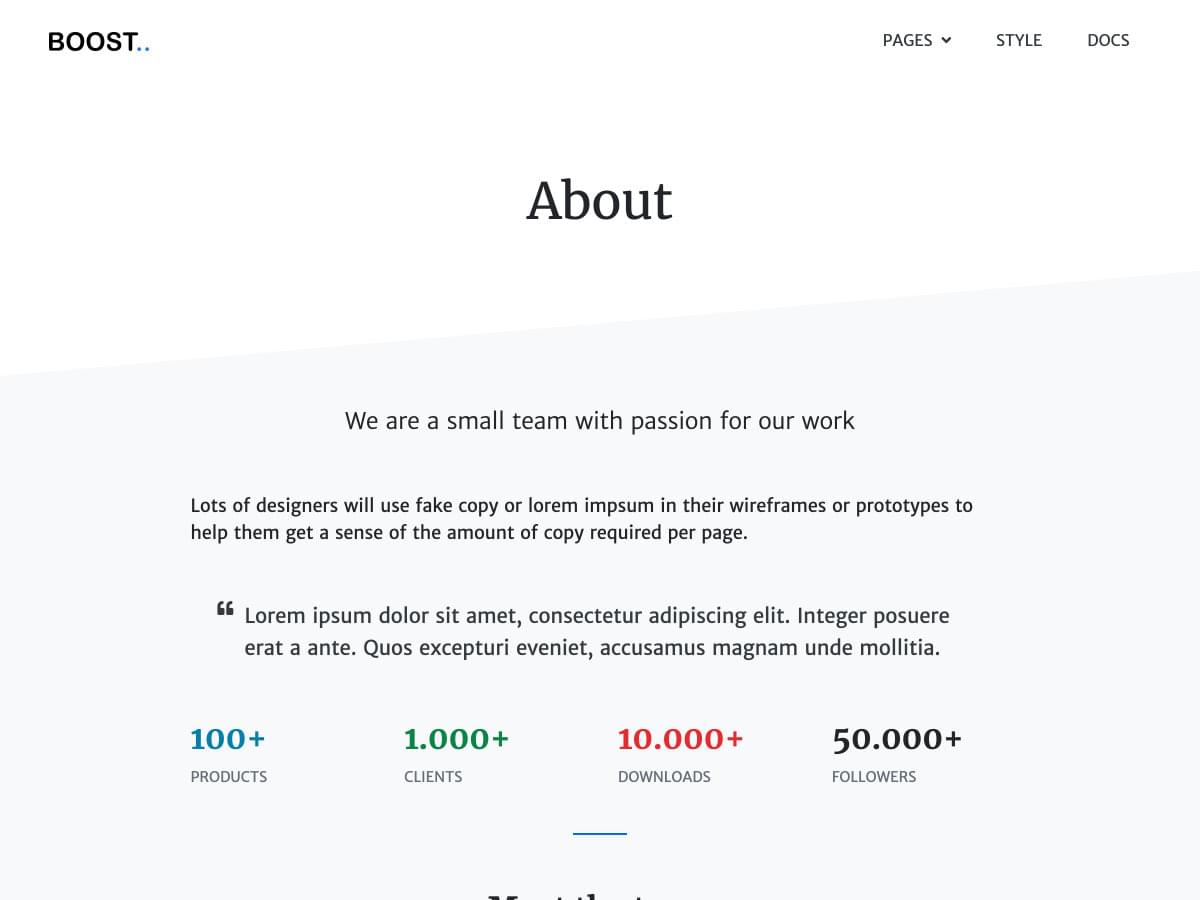 BOOST..
PAGES STYLE DOCS
About
We are a small team with passion for our work
Lots of designers will use fake copy or lorem impsum in their wireframes or prototypes to
help them get a sense of the amount of copy required per page.
“ Lorem ipsum dolor sit amet, consectetur adipiscing elit. Integer posuere
erat a ante. Quos excepturi eveniet, accusamus magnam unde mollitia.
100+ 1.000+ 10.000+ 50.000+
PRODUCTS CLIENTS DOWNLOADS FOLLOWERS